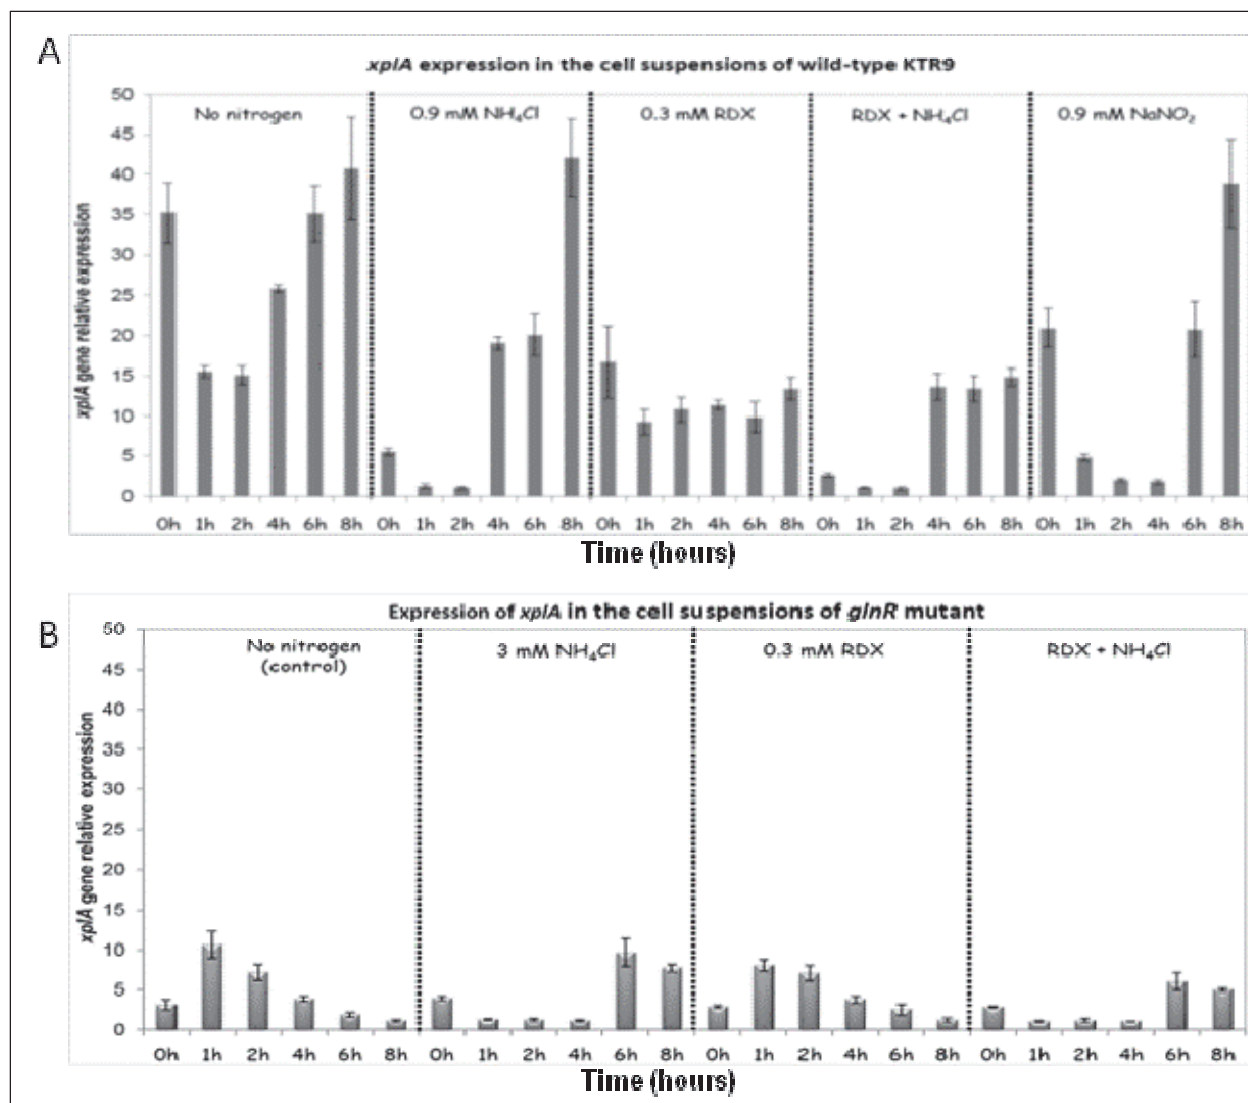 A
xplA expression in the cell suspensions of wild-type KTR9
xplA gene relative expression
50
45
40
35
30
25
20
15
10
5
0
No nitrogen
0.9 mM NH₄Cl
0.3 mM RDX
RDX + NH₄Cl
0.9 mM NaNO₂
0h 1h 2h 4h 6h 8h 0h 1h 2h 4h 6h 8h 0h 1h 2h 4h 6h 8h 0h 1h 2h 4h 6h 8h 0h 1h 2h 4h 6h 8h
Time (hours)
B
Expression of xplA in the cell suspensions of glnR mutant
xplA gene relative expression
50
45
40
35
30
25
20
15
10
5
0
No nitrogen
(control)
3 mM NH₄Cl
0.3 mM RDX
RDX + NH₄Cl
0h 1h 2h 4h 6h 8h 0h 1h 2h 4h 6h 8h 0h 1h 2h 4h 6h 8h 0h 1h 2h 4h 6h 8h
Time (hours)